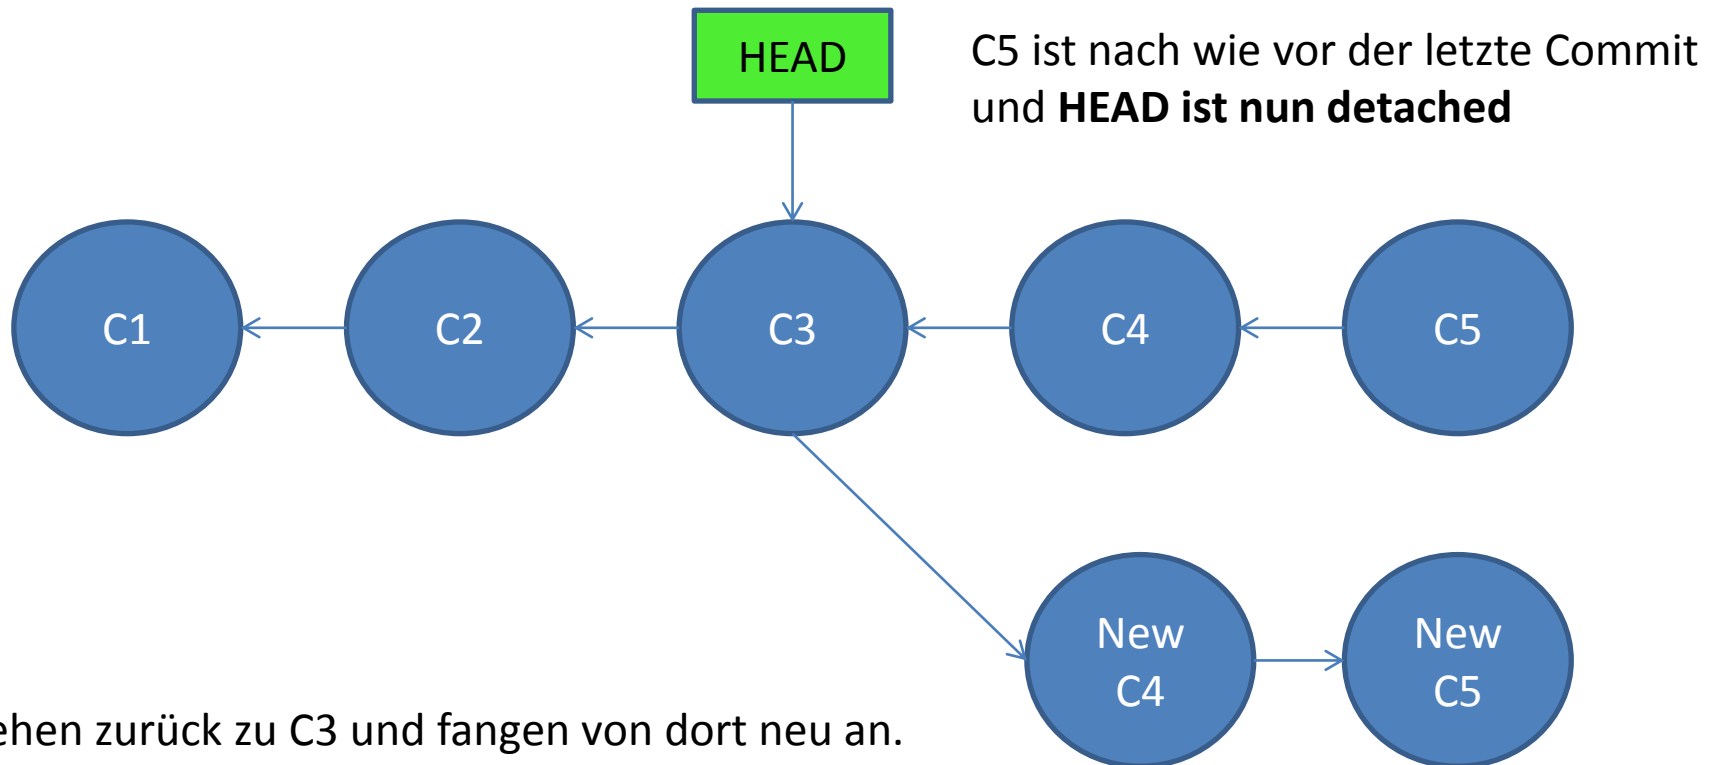 HEAD
C5 ist nach wie vor der letzte Commit
und HEAD ist nun detached
C1
C2
C3
C4
C5
New
C4
New
C5
ehen zurück zu C3 und fangen von dort neu an.